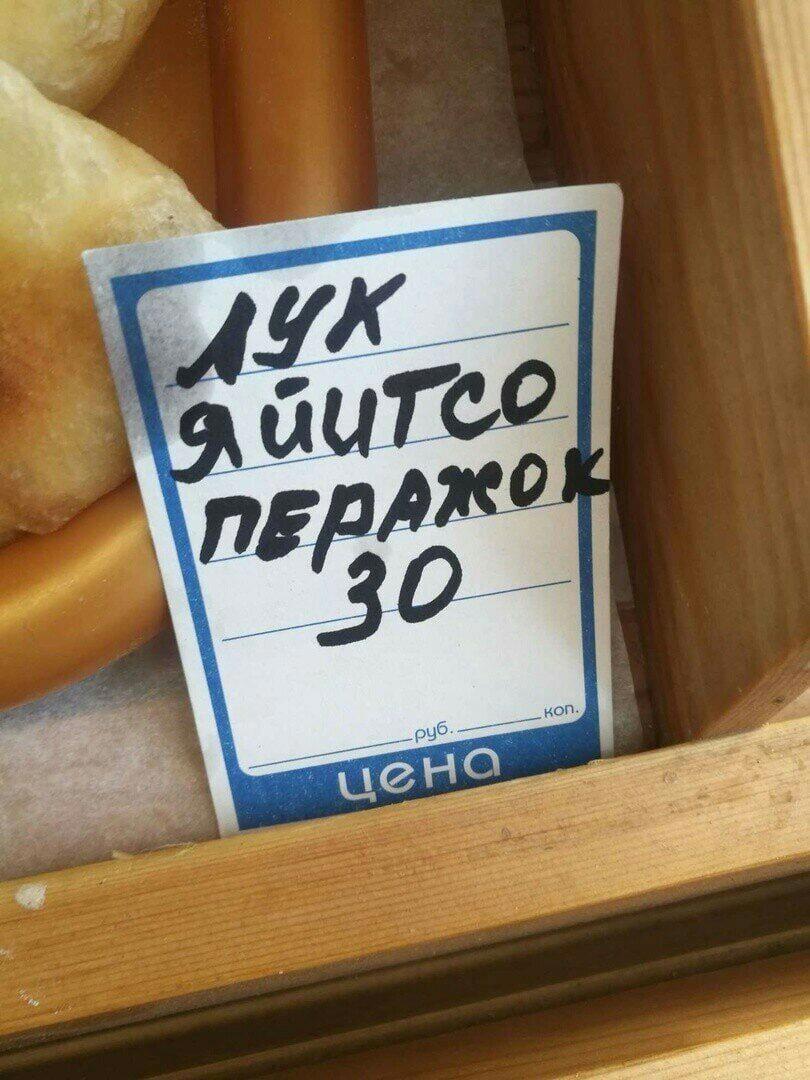 ЛУК
ЯЙИТСО
ПЕРАЖОК
30
руб. коп.
цена